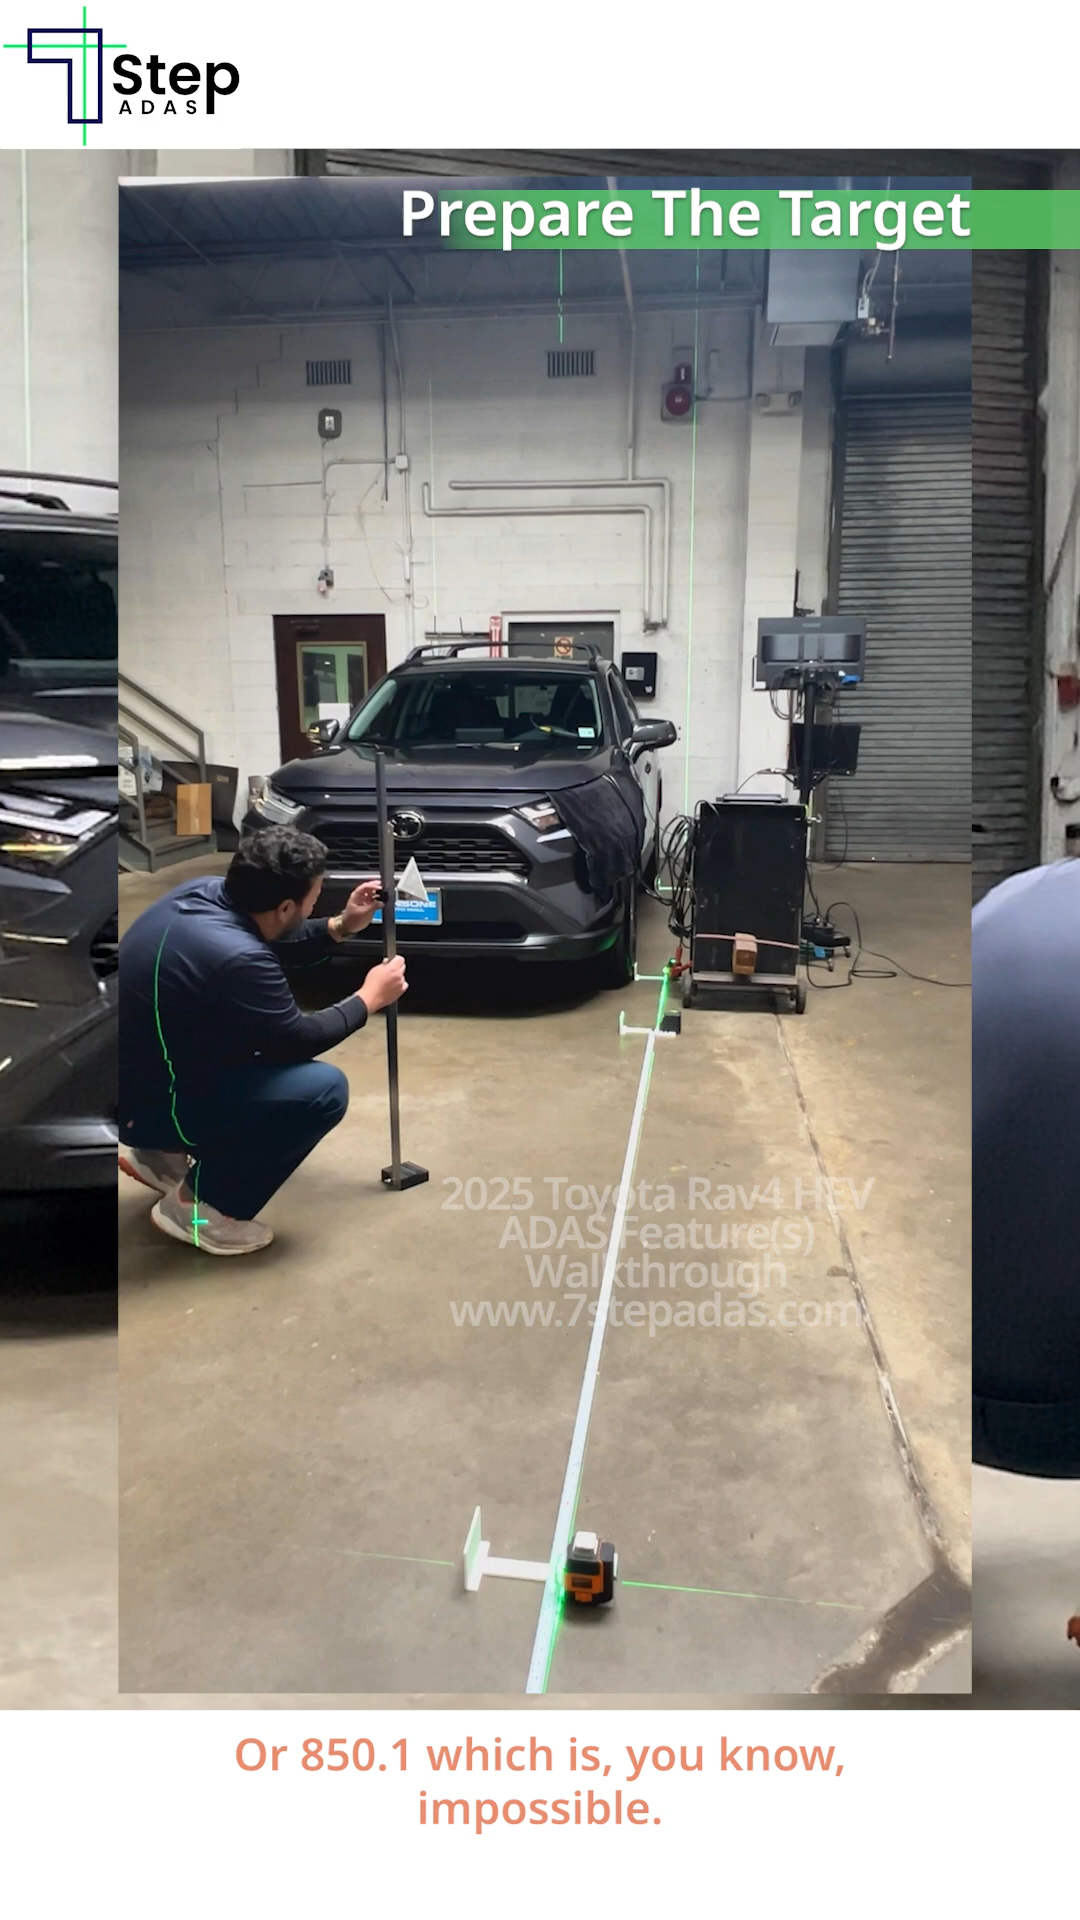 Step
ADAS
Prepare The Target
2025 Toyota Rav4 HEV
ADAS Feature(s)
Walkthrough
www.7stepadas.com
Or 850.1 which is, you know,
impossible.